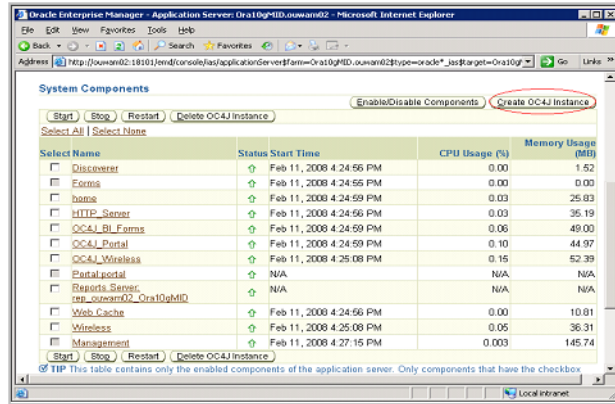 Oracle Enterprise Manager - Application Server: Ora10gMID.ouwam02 - Microsoft Internet Explorer
File Edit View Favorites Tools Help
Back Search Favorites
Address http://ouwam02:18101/emd/console/ias/applicationServer$farm=Ora10gMID.ouwam02$type=oracle*_ias$target=Ora10g Go Links »
System Components
Enable/Disable Components Create OC4J Instance
Start Stop Restart Delete OC4J Instance
Select All | Select None
Select Name Status Start Time CPU Usage (%) Memory Usage (MB)
Discoverer Feb 11, 2008 4:24:56 PM 0.00 1.52
Forms Feb 11, 2008 4:24:56 PM 0.00 0.00
home Feb 11, 2008 4:24:59 PM 0.03 25.83
HTTP_Server Feb 11, 2008 4:24:56 PM 0.03 35.19
OC4J_BI_Forms Feb 11, 2008 4:24:59 PM 0.06 49.00
OC4J_Portal Feb 11, 2008 4:24:59 PM 0.10 44.97
OC4J_Wireless Feb 11, 2008 4:25:08 PM 0.15 52.39
Portal:portal N/A N/A N/A
Reports Server: rep_ouwam02_Ora10gMID N/A N/A N/A
Web Cache Feb 11, 2008 4:24:56 PM 0.00 10.81
Wireless Feb 11, 2008 4:25:08 PM 0.05 36.31
Management Feb 11, 2008 4:27:15 PM 0.003 145.74
Start Stop Restart Delete OC4J Instance
TIP This table contains only the enabled components of the application server. Only components that have the checkbox
Local intranet